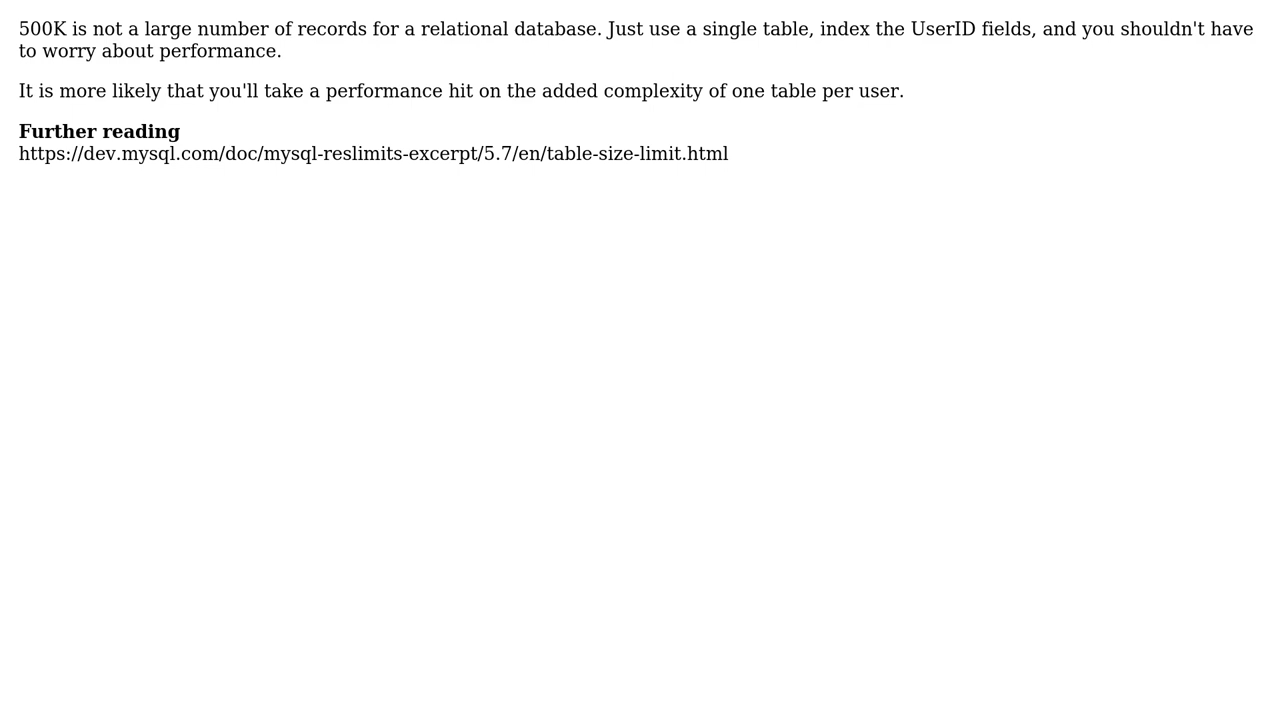 500K is not a large number of records for a relational database. Just use a single table, index the UserID fields, and you shouldn't have
to worry about performance.
It is more likely that you'll take a performance hit on the added complexity of one table per user.
Further reading
https://dev.mysql.com/doc/mysql-reslimits-excerpt/5.7/en/table-size-limit.html